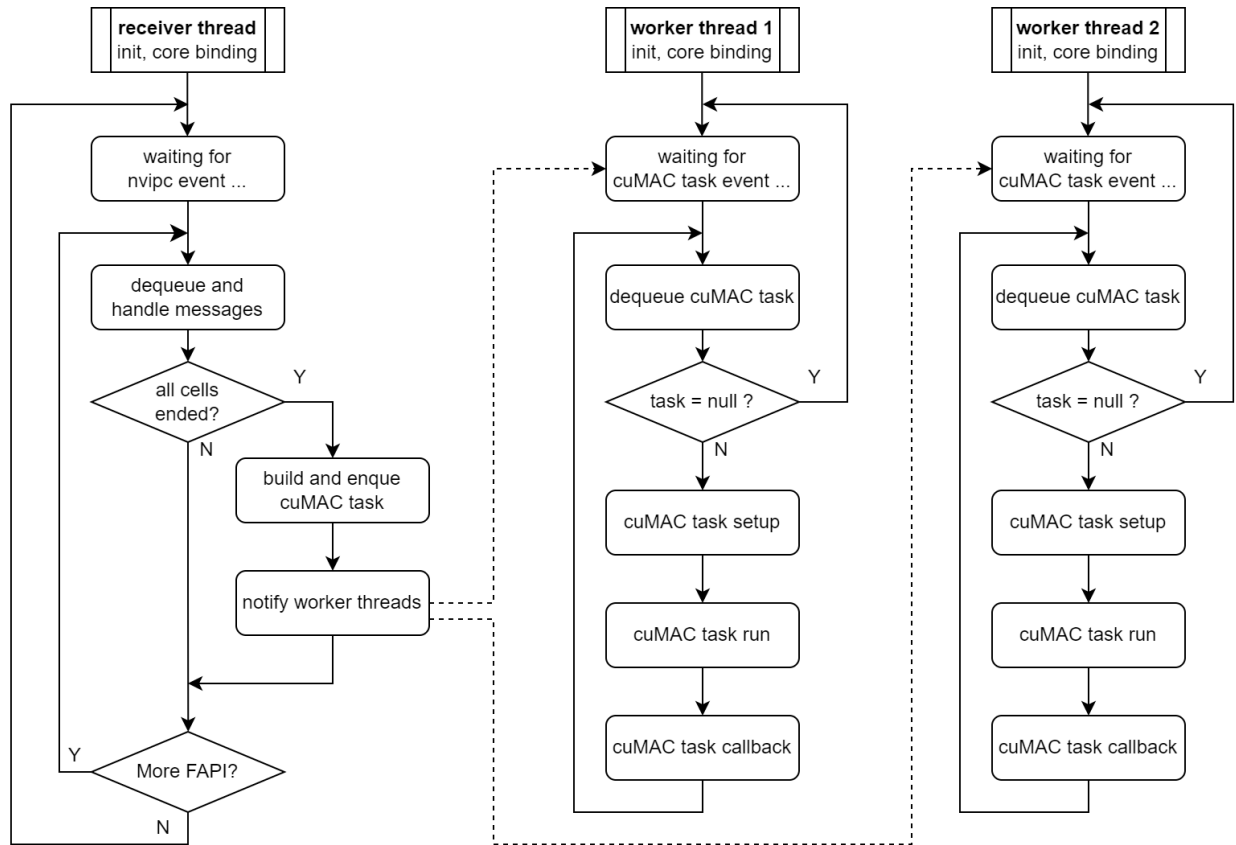 receiver thread
init, core binding
waiting for
nvipc event ...
dequeue and
handle messages
all cells
ended?
Y
N
build and enque
cuMAC task
notify worker threads
More FAPI?
Y
N
worker thread 1
init, core binding
waiting for
cuMAC task event ...
dequeue cuMAC task
task = null ?
Y
N
cuMAC task setup
cuMAC task run
cuMAC task callback
worker thread 2
init, core binding
waiting for
cuMAC task event ...
dequeue cuMAC task
task = null ?
Y
N
cuMAC task setup
cuMAC task run
cuMAC task callback